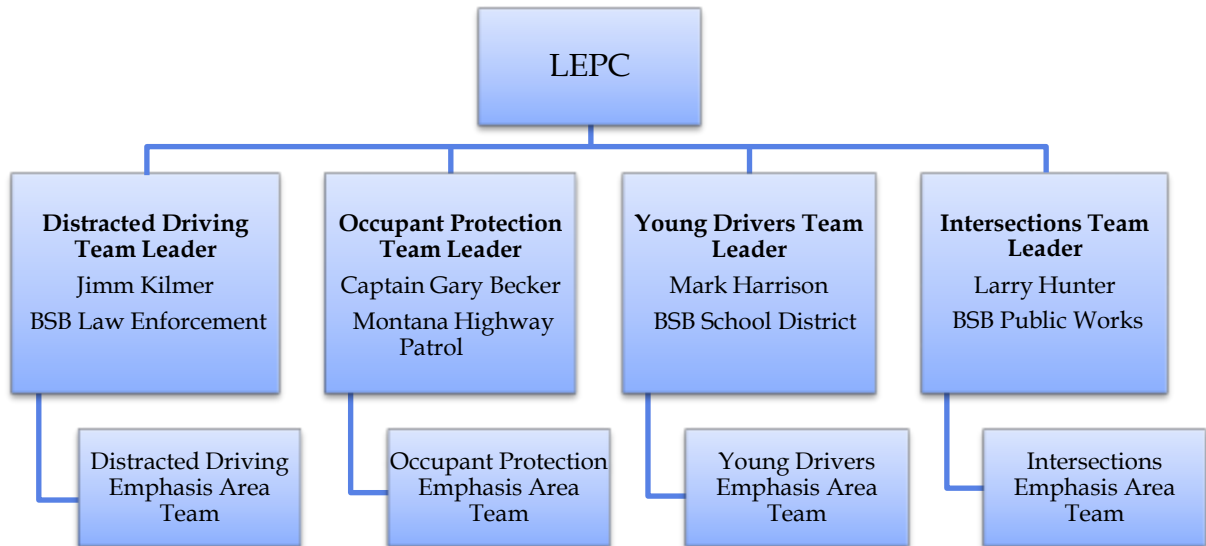 LEPC
Distracted Driving
Team Leader
Jimm Kilmer
BSB Law Enforcement
Occupant Protection
Team Leader
Captain Gary Becker
Montana Highway
Patrol
Young Drivers Team
Leader
Mark Harrison
BSB School District
Intersections Team
Leader
Larry Hunter
BSB Public Works
Distracted Driving
Emphasis Area
Team
Occupant Protection
Emphasis Area
Team
Young Drivers
Emphasis Area
Team
Intersections
Emphasis Area
Team